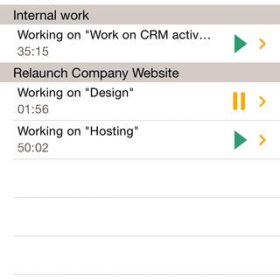 Internal work
Working on "Work on CRM activ...
35:15
Relaunch Company Website
Working on "Design"
01:56
Working on "Hosting"
50:02